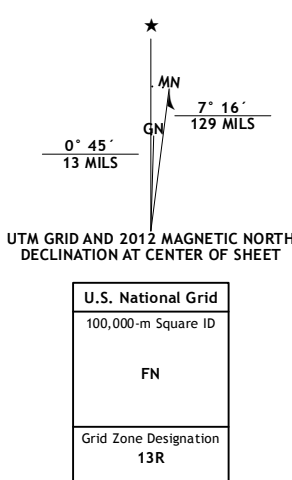 MN
GN
7° 16´
129 MILS
0° 45´
13 MILS
UTM GRID AND 2012 MAGNETIC NORTH
DECLINATION AT CENTER OF SHEET
U.S. National Grid
100,000-m Square ID
FN
Grid Zone Designation
13R